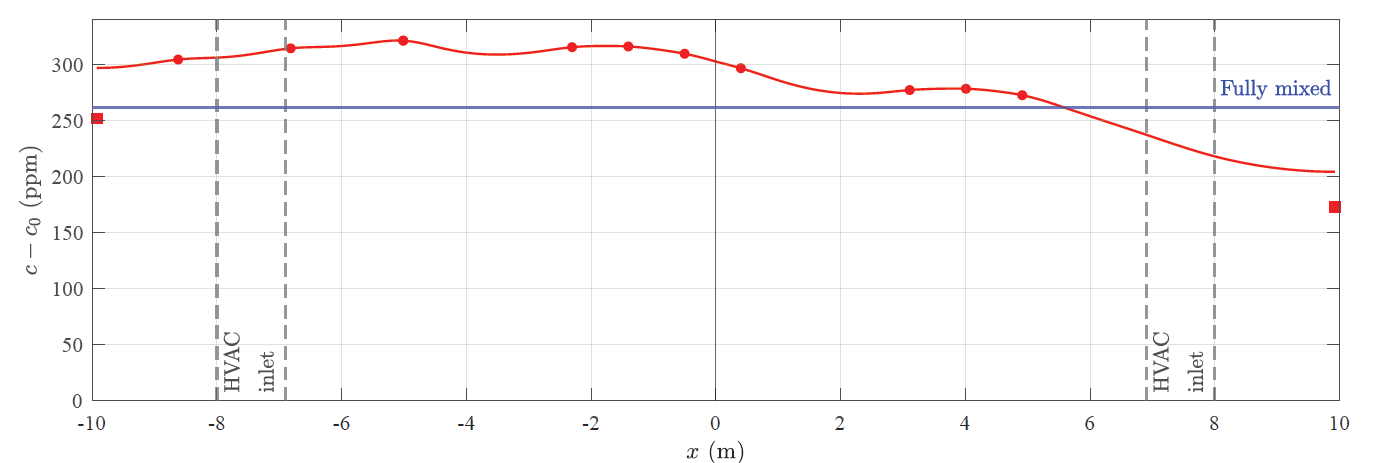 300
250
200
150
100
50
0
c − c₀ (ppm)
Fully mixed
HVAC
inlet
HVAC
inlet
-10 -8 -6 -4 -2 0 2 4 6 8 10
x (m)